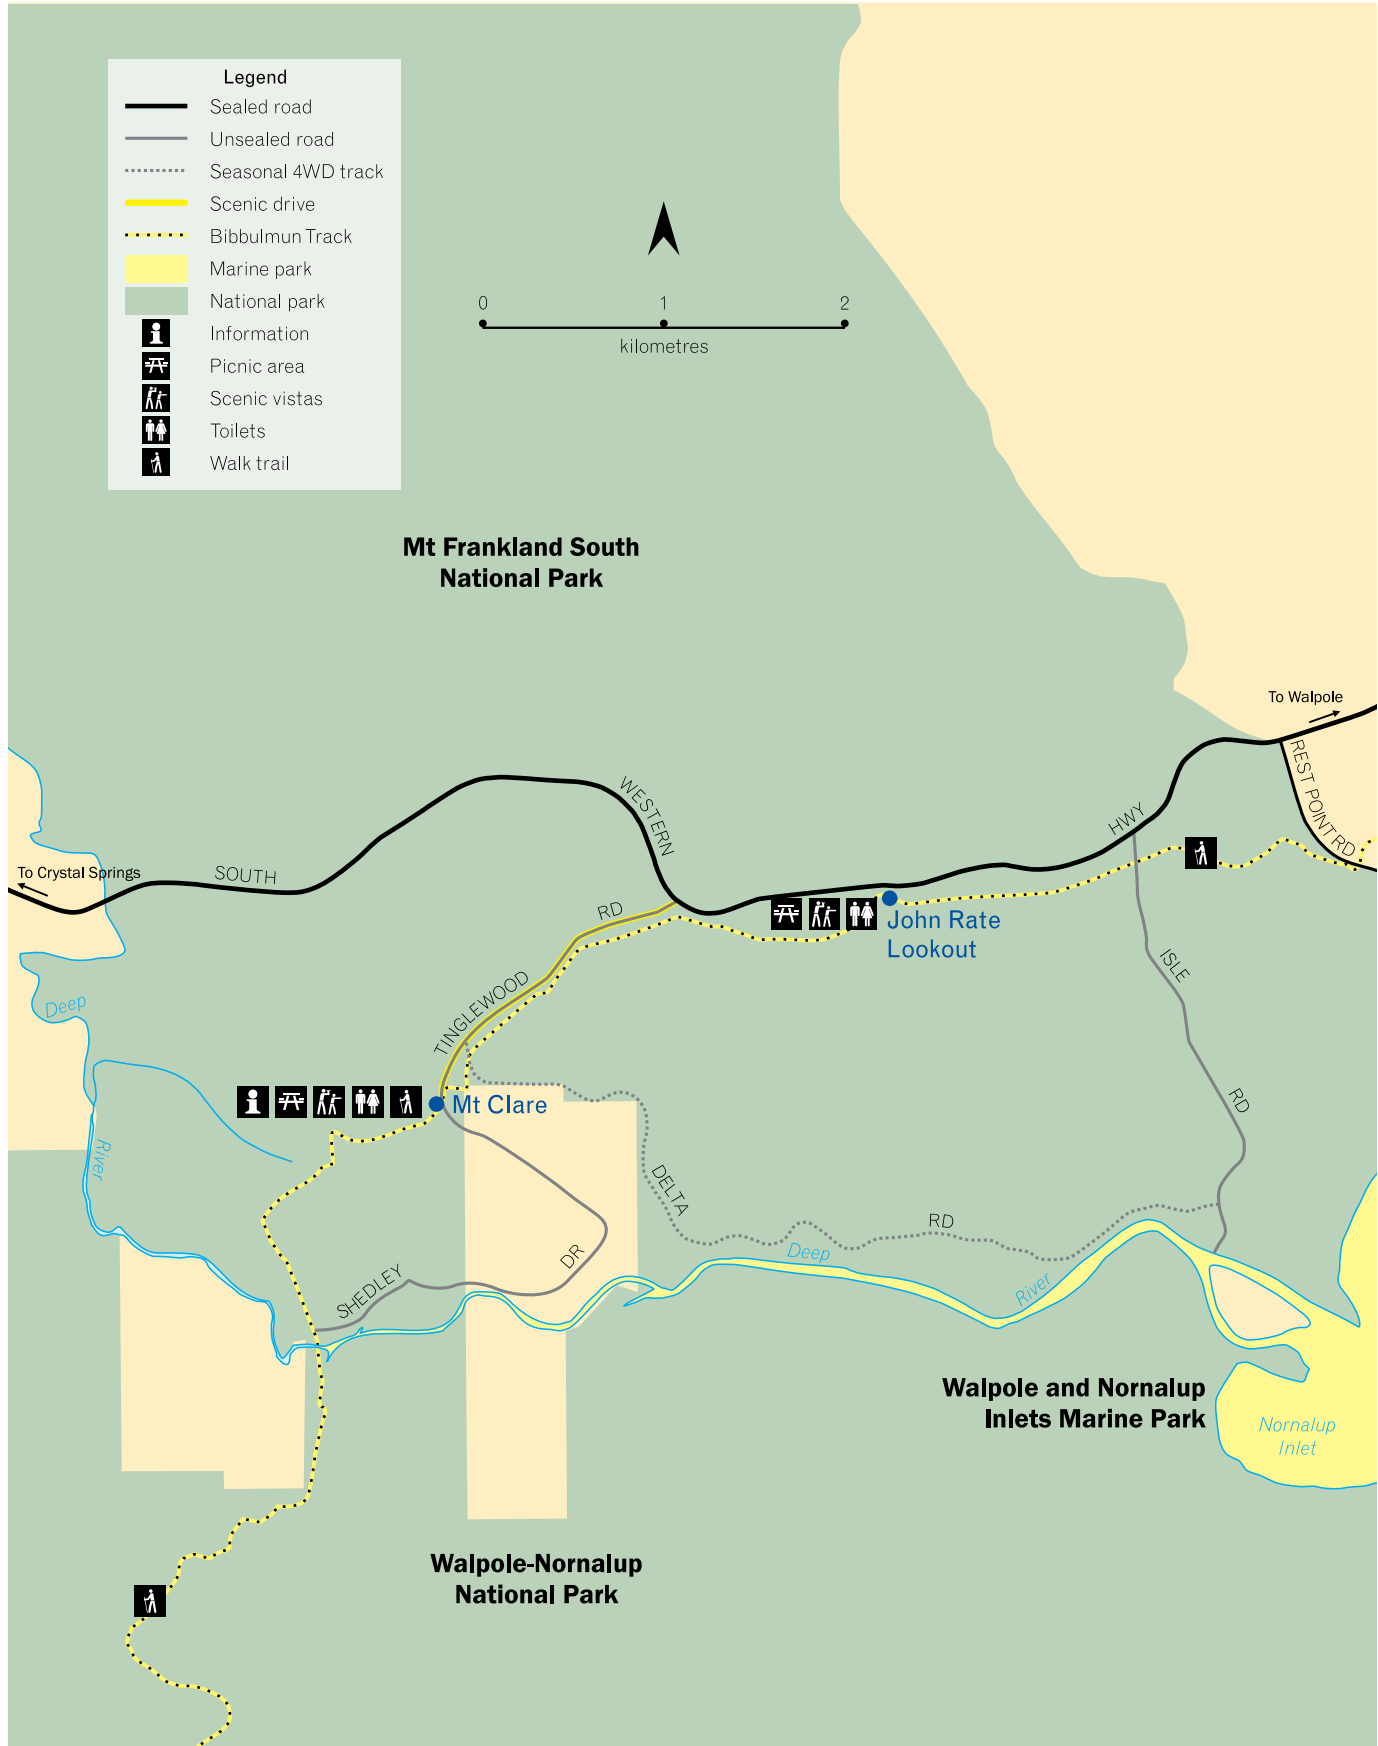 Legend
Sealed road
Unsealed road
Seasonal 4WD track
Scenic drive
Bibbulmun Track
Marine park
National park
Information
Picnic area
Scenic vistas
Toilets
Walk trail
0 1 2
kilometres
Mt Frankland South
National Park
To Walpole
REST POINT RD
WESTERN
HWY
To Crystal Springs
SOUTH
RD
John Rate
Lookout
ISLE
TINGLEWOOD
Deep
Mt Clare
RD
River
DELTA
RD
Deep
DR
SHEDLEY
River
Walpole and Nornalup
Inlets Marine Park
Nornalup
Inlet
Walpole-Nornalup
National Park